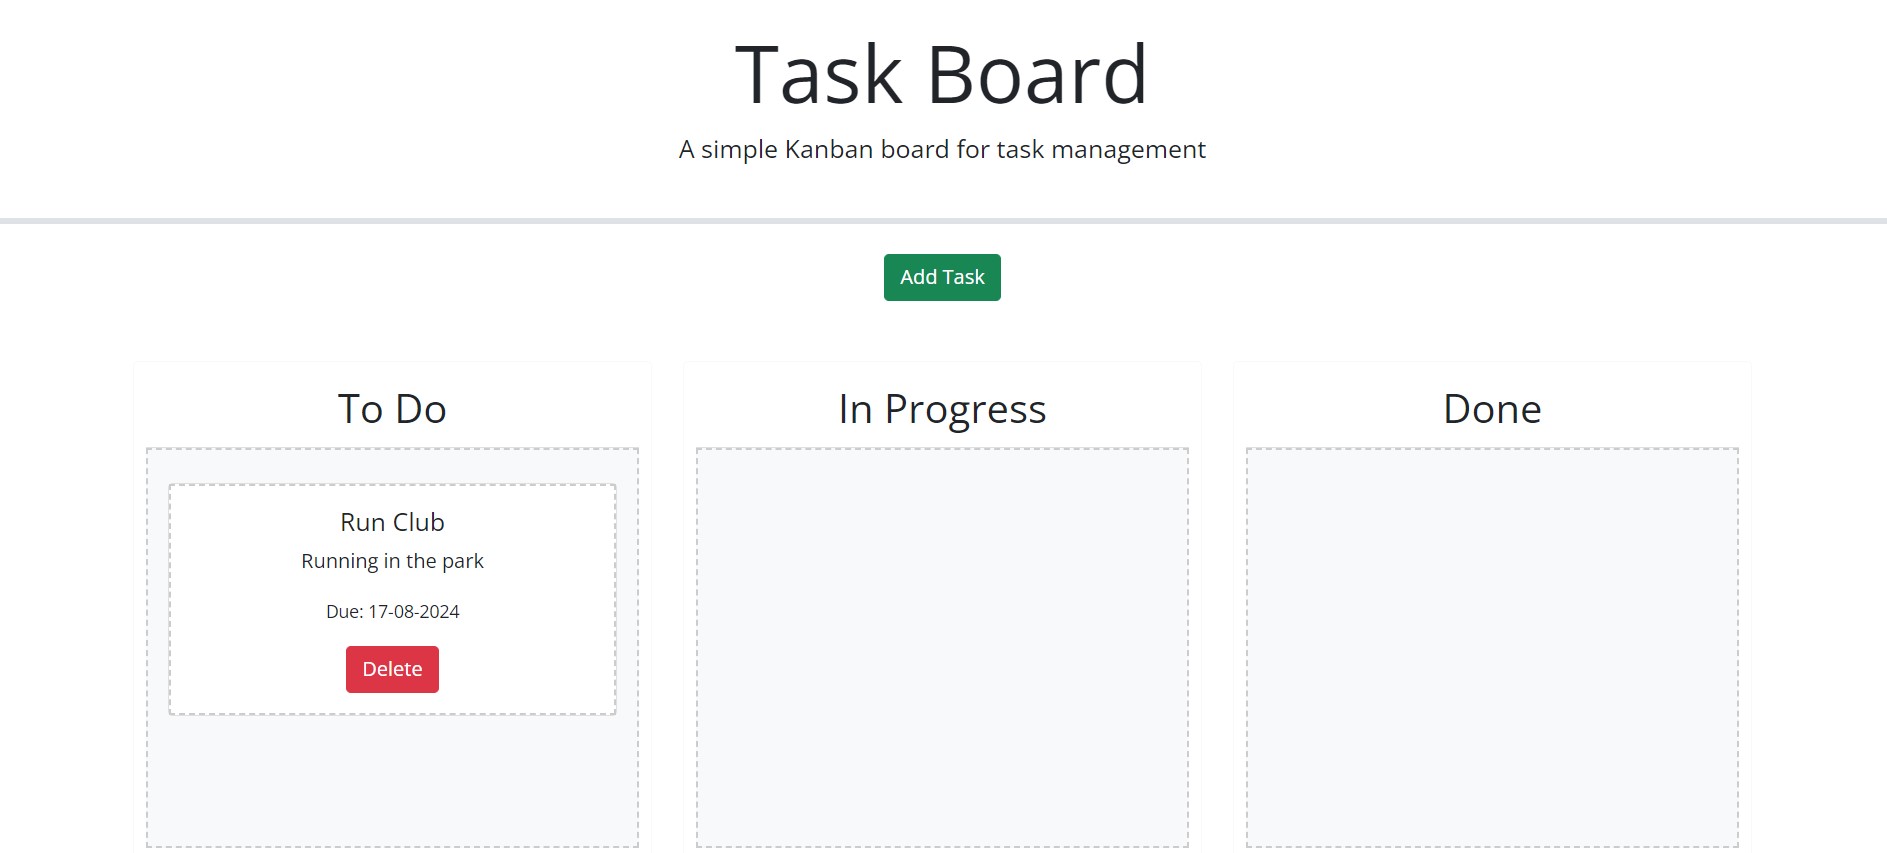 Task Board
A simple Kanban board for task management
Add Task
To Do
Run Club
Running in the park
Due: 17-08-2024
Delete
In Progress
Done